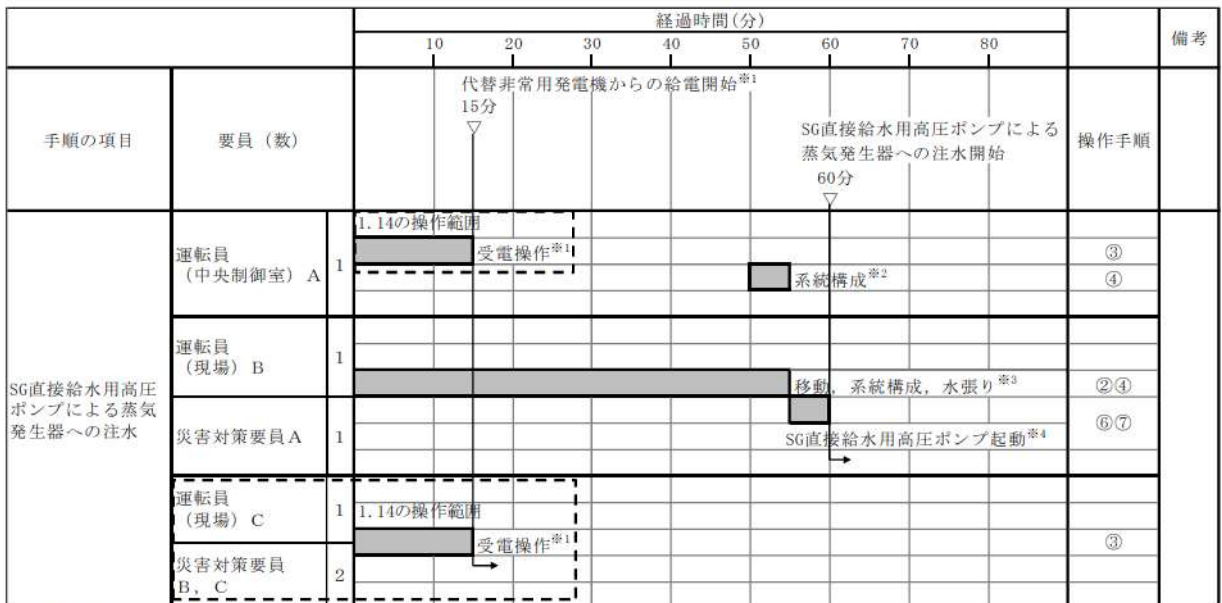 経過時間(分)
備考
10 20 30 40 50 60 70 80
手順の項目
要員（数）
操作手順
代替非常用発電機からの給電開始※1
15分
▽
SG直接給水用高圧ポンプによる
蒸気発生器への注水開始
60分
▽
SG直接給水用高圧
ポンプによる蒸気
発生器への注水
運転員
（中央制御室）A
1
1.14の操作範囲
受電操作※1
③
系統構成※2
④
運転員
（現場）B
1
移動，系統構成，水張り※3
②④
災害対策要員A
1
⑥⑦
SG直接給水用高圧ポンプ起動※4
運転員
（現場）C
1
1.14の操作範囲
受電操作※1
③
災害対策要員
B，C
2